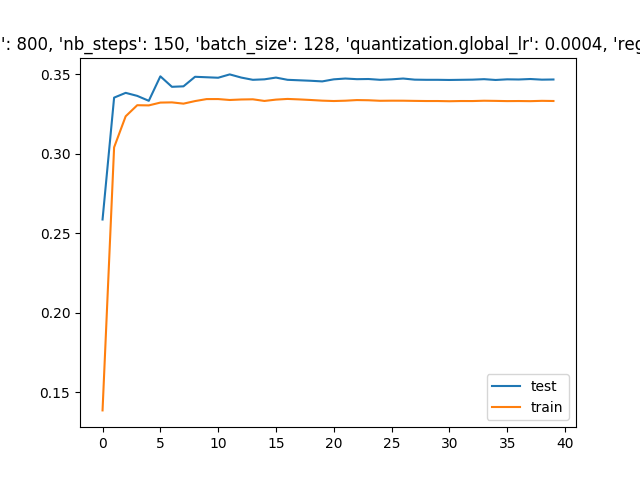 ': 800, 'nb_steps': 150, 'batch_size': 128, 'quantization.global_lr': 0.0004, 'reg
0.35
0.30
0.25
0.20
0.15
0 5 10 15 20 25 30 35 40
test
train